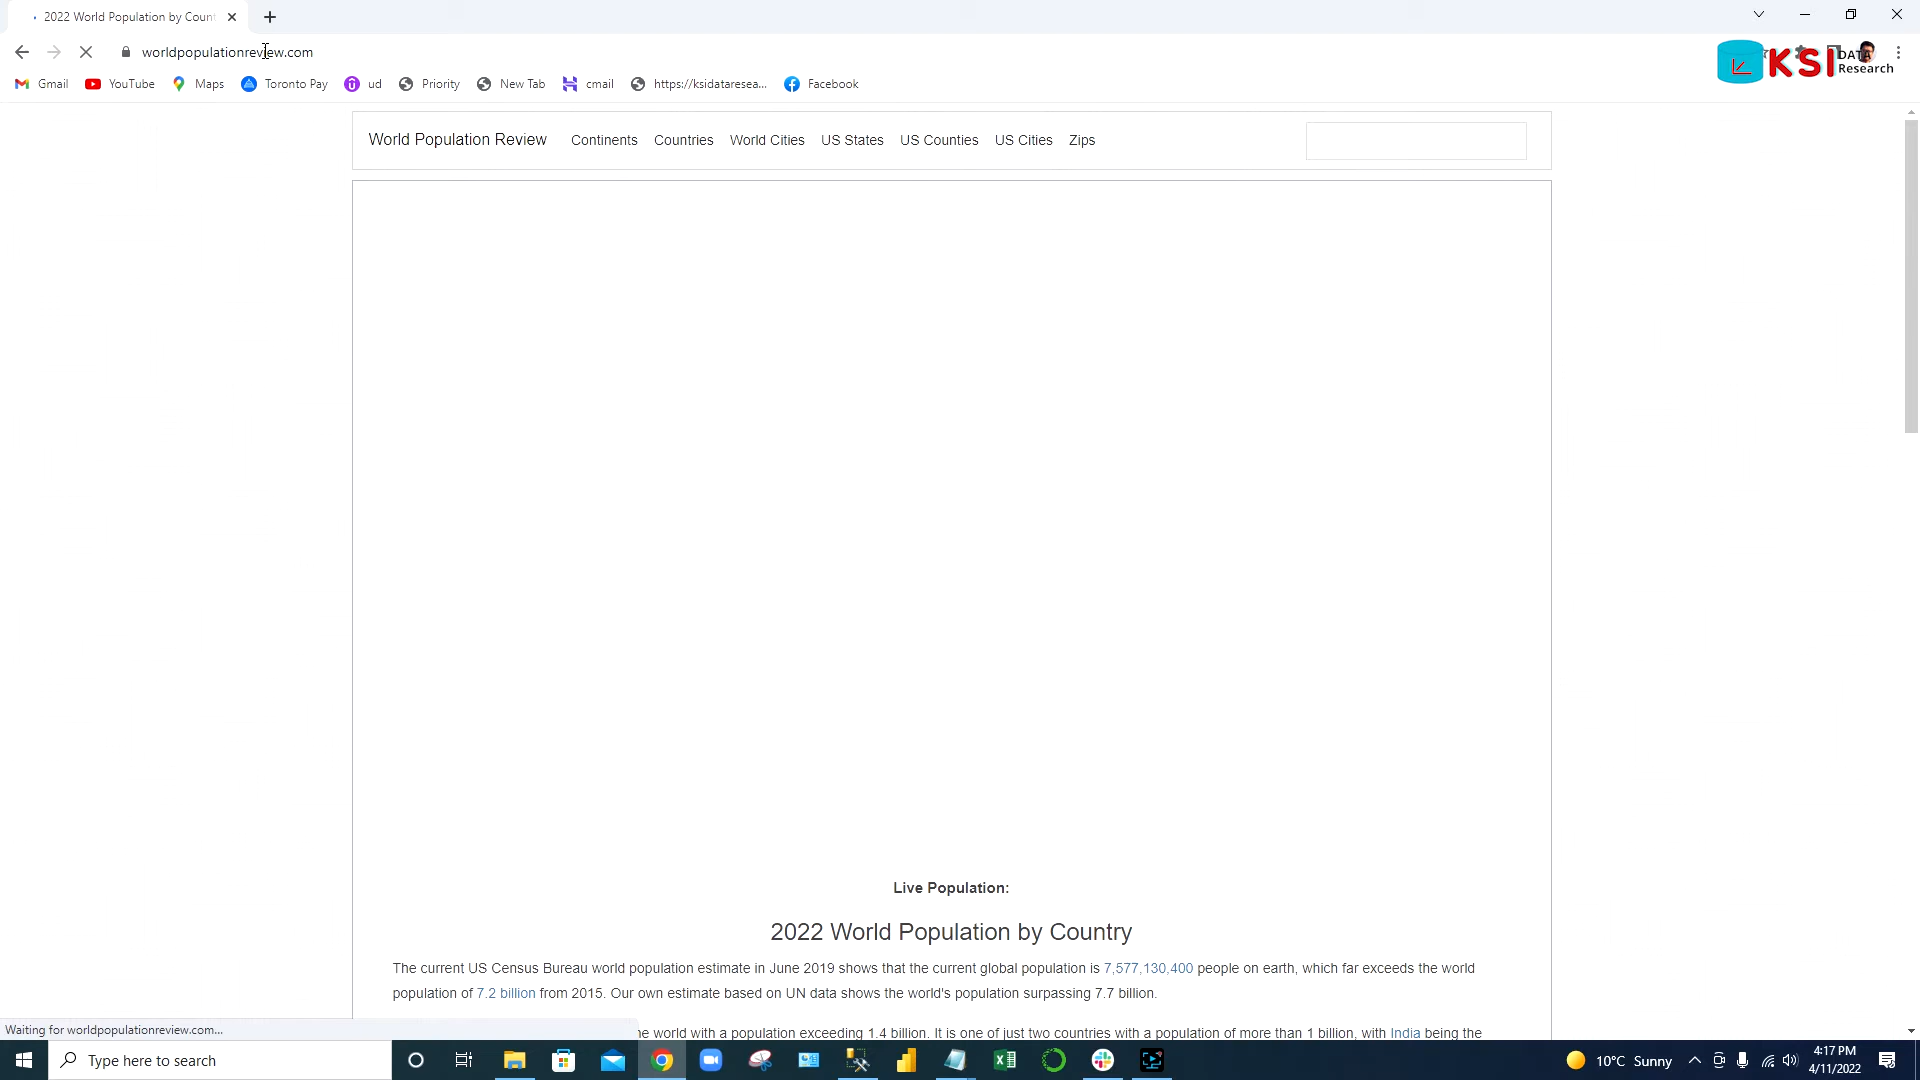 2022 World Population by Count
worldpopulationreview.com
KSI DATA Research
Gmail YouTube Maps Toronto Pay ud Priority New Tab cmail https://ksidataresea... Facebook
World Population Review Continents Countries World Cities US States US Counties US Cities Zips
Live Population:
2022 World Population by Country
The current US Census Bureau world population estimate in June 2019 shows that the current global population is 7,577,130,400 people on earth, which far exceeds the world
population of 7.2 billion from 2015. Our own estimate based on UN data shows the world's population surpassing 7.7 billion.
Waiting for worldpopulationreview.com...
he world with a population exceeding 1.4 billion. It is one of just two countries with a population of more than 1 billion, with India being the
Type here to search
10°C Sunny
4:17 PM
4/11/2022